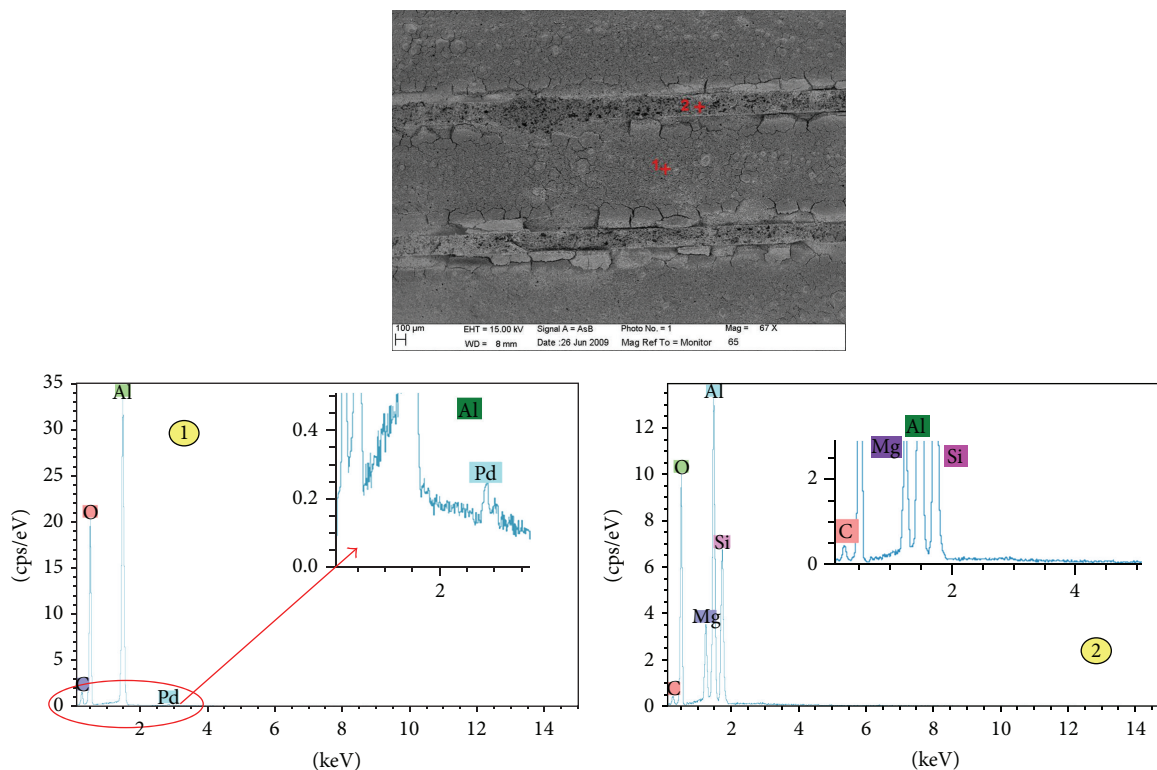 2
1
100 µm
EHT = 15.00 kV Signal A = AsB Photo No. = 1 Mag = 67 X
WD = 8 mm Date :26 Jun 2009 Mag Ref To = Monitor 65
35
30
25
20
15
10
5
0
(cps/eV)
Al
O
C
Pd
1
0.4
0.2
0.0
Al
Pd
2
2 4 6 8 10 12 14
(keV)
12
10
8
6
4
2
0
(cps/eV)
Al
O
Si
Mg
C
2
0
C
Mg
Al
Si
2 4
2
2 4 6 8 10 12 14
(keV)